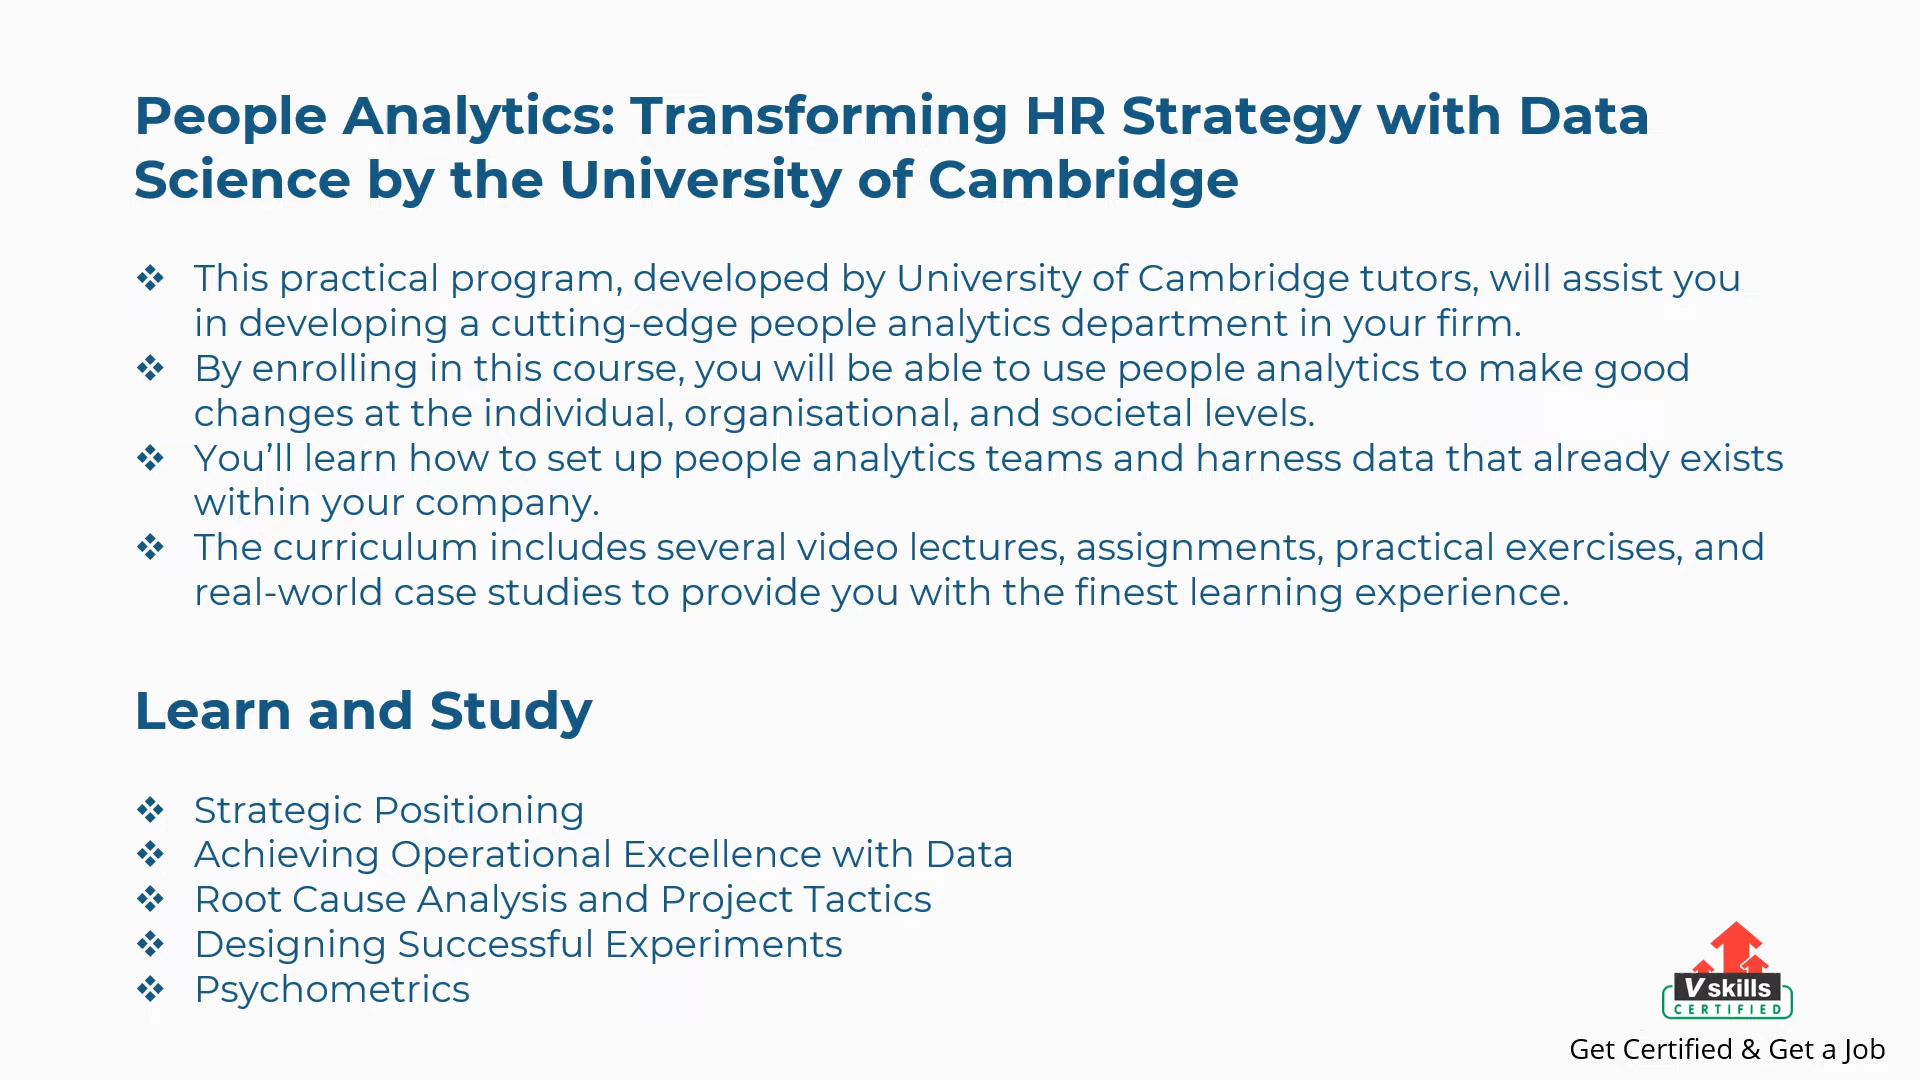 People Analytics: Transforming HR Strategy with Data
Science by the University of Cambridge
❖ This practical program, developed by University of Cambridge tutors, will assist you
in developing a cutting-edge people analytics department in your firm.
❖ By enrolling in this course, you will be able to use people analytics to make good
changes at the individual, organisational, and societal levels.
❖ You’ll learn how to set up people analytics teams and harness data that already exists
within your company.
❖ The curriculum includes several video lectures, assignments, practical exercises, and
real-world case studies to provide you with the finest learning experience.
Learn and Study
❖ Strategic Positioning
❖ Achieving Operational Excellence with Data
❖ Root Cause Analysis and Project Tactics
❖ Designing Successful Experiments
❖ Psychometrics
Vskills
CERTIFIED
Get Certified & Get a Job